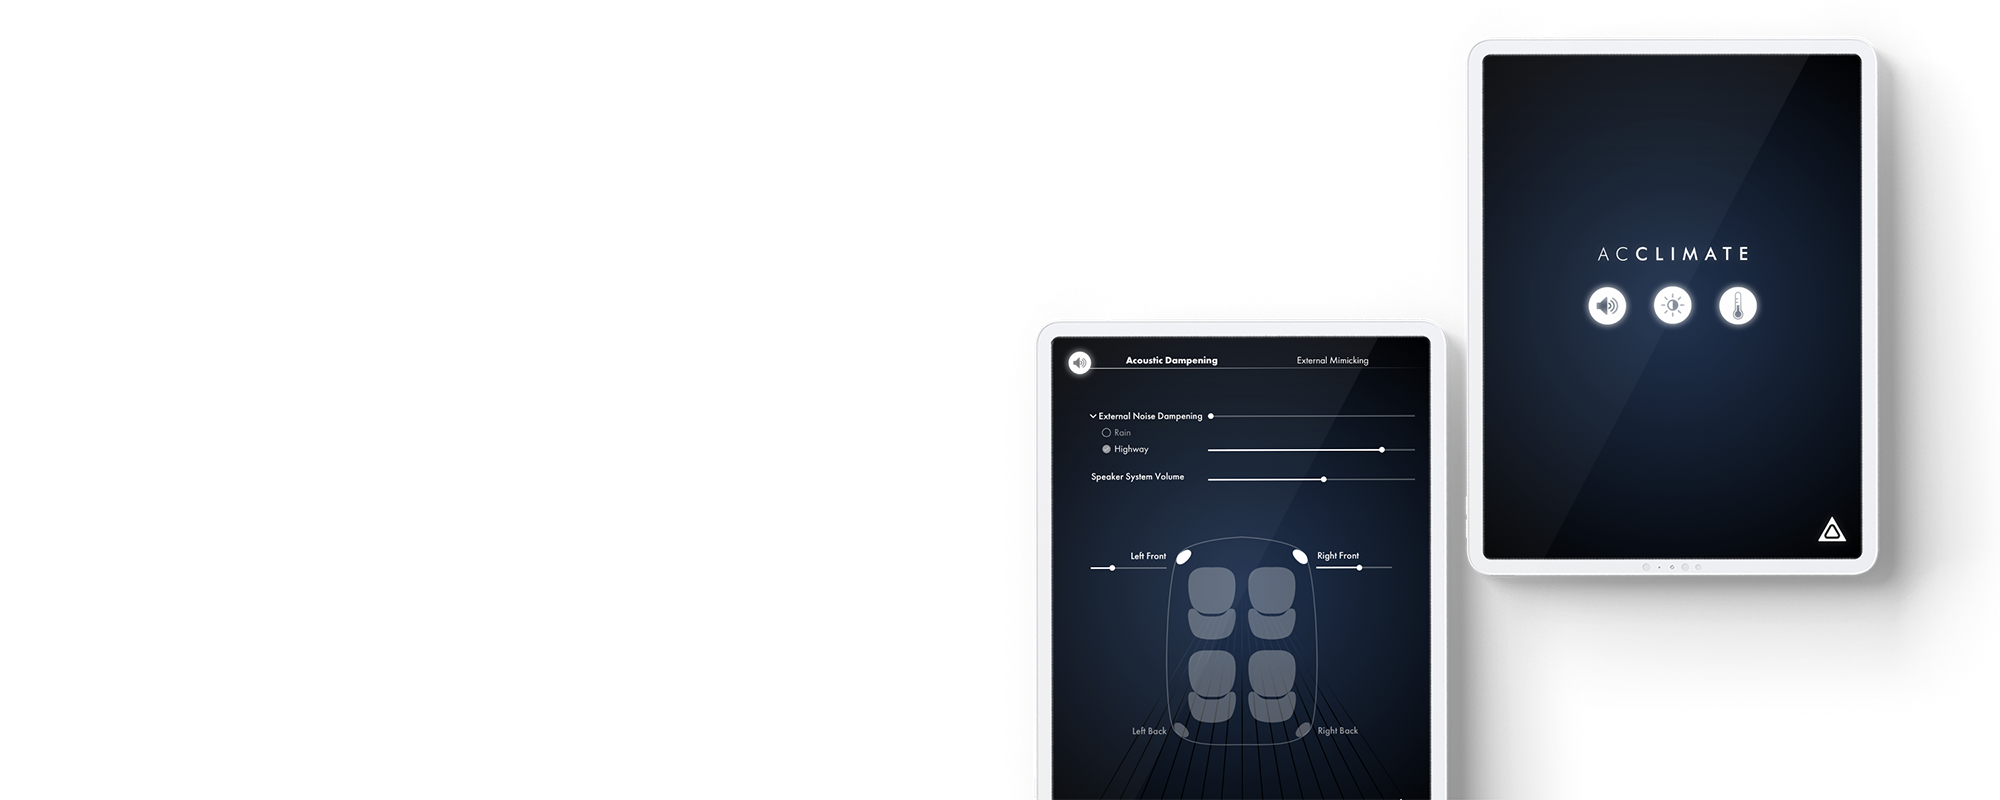 ACCLIMATE
Acoustic Dampening
External Mimicking
External Noise Dampening
Rain
Highway
Speaker System Volume
Left Front
Right Front
Left Back
Right Back